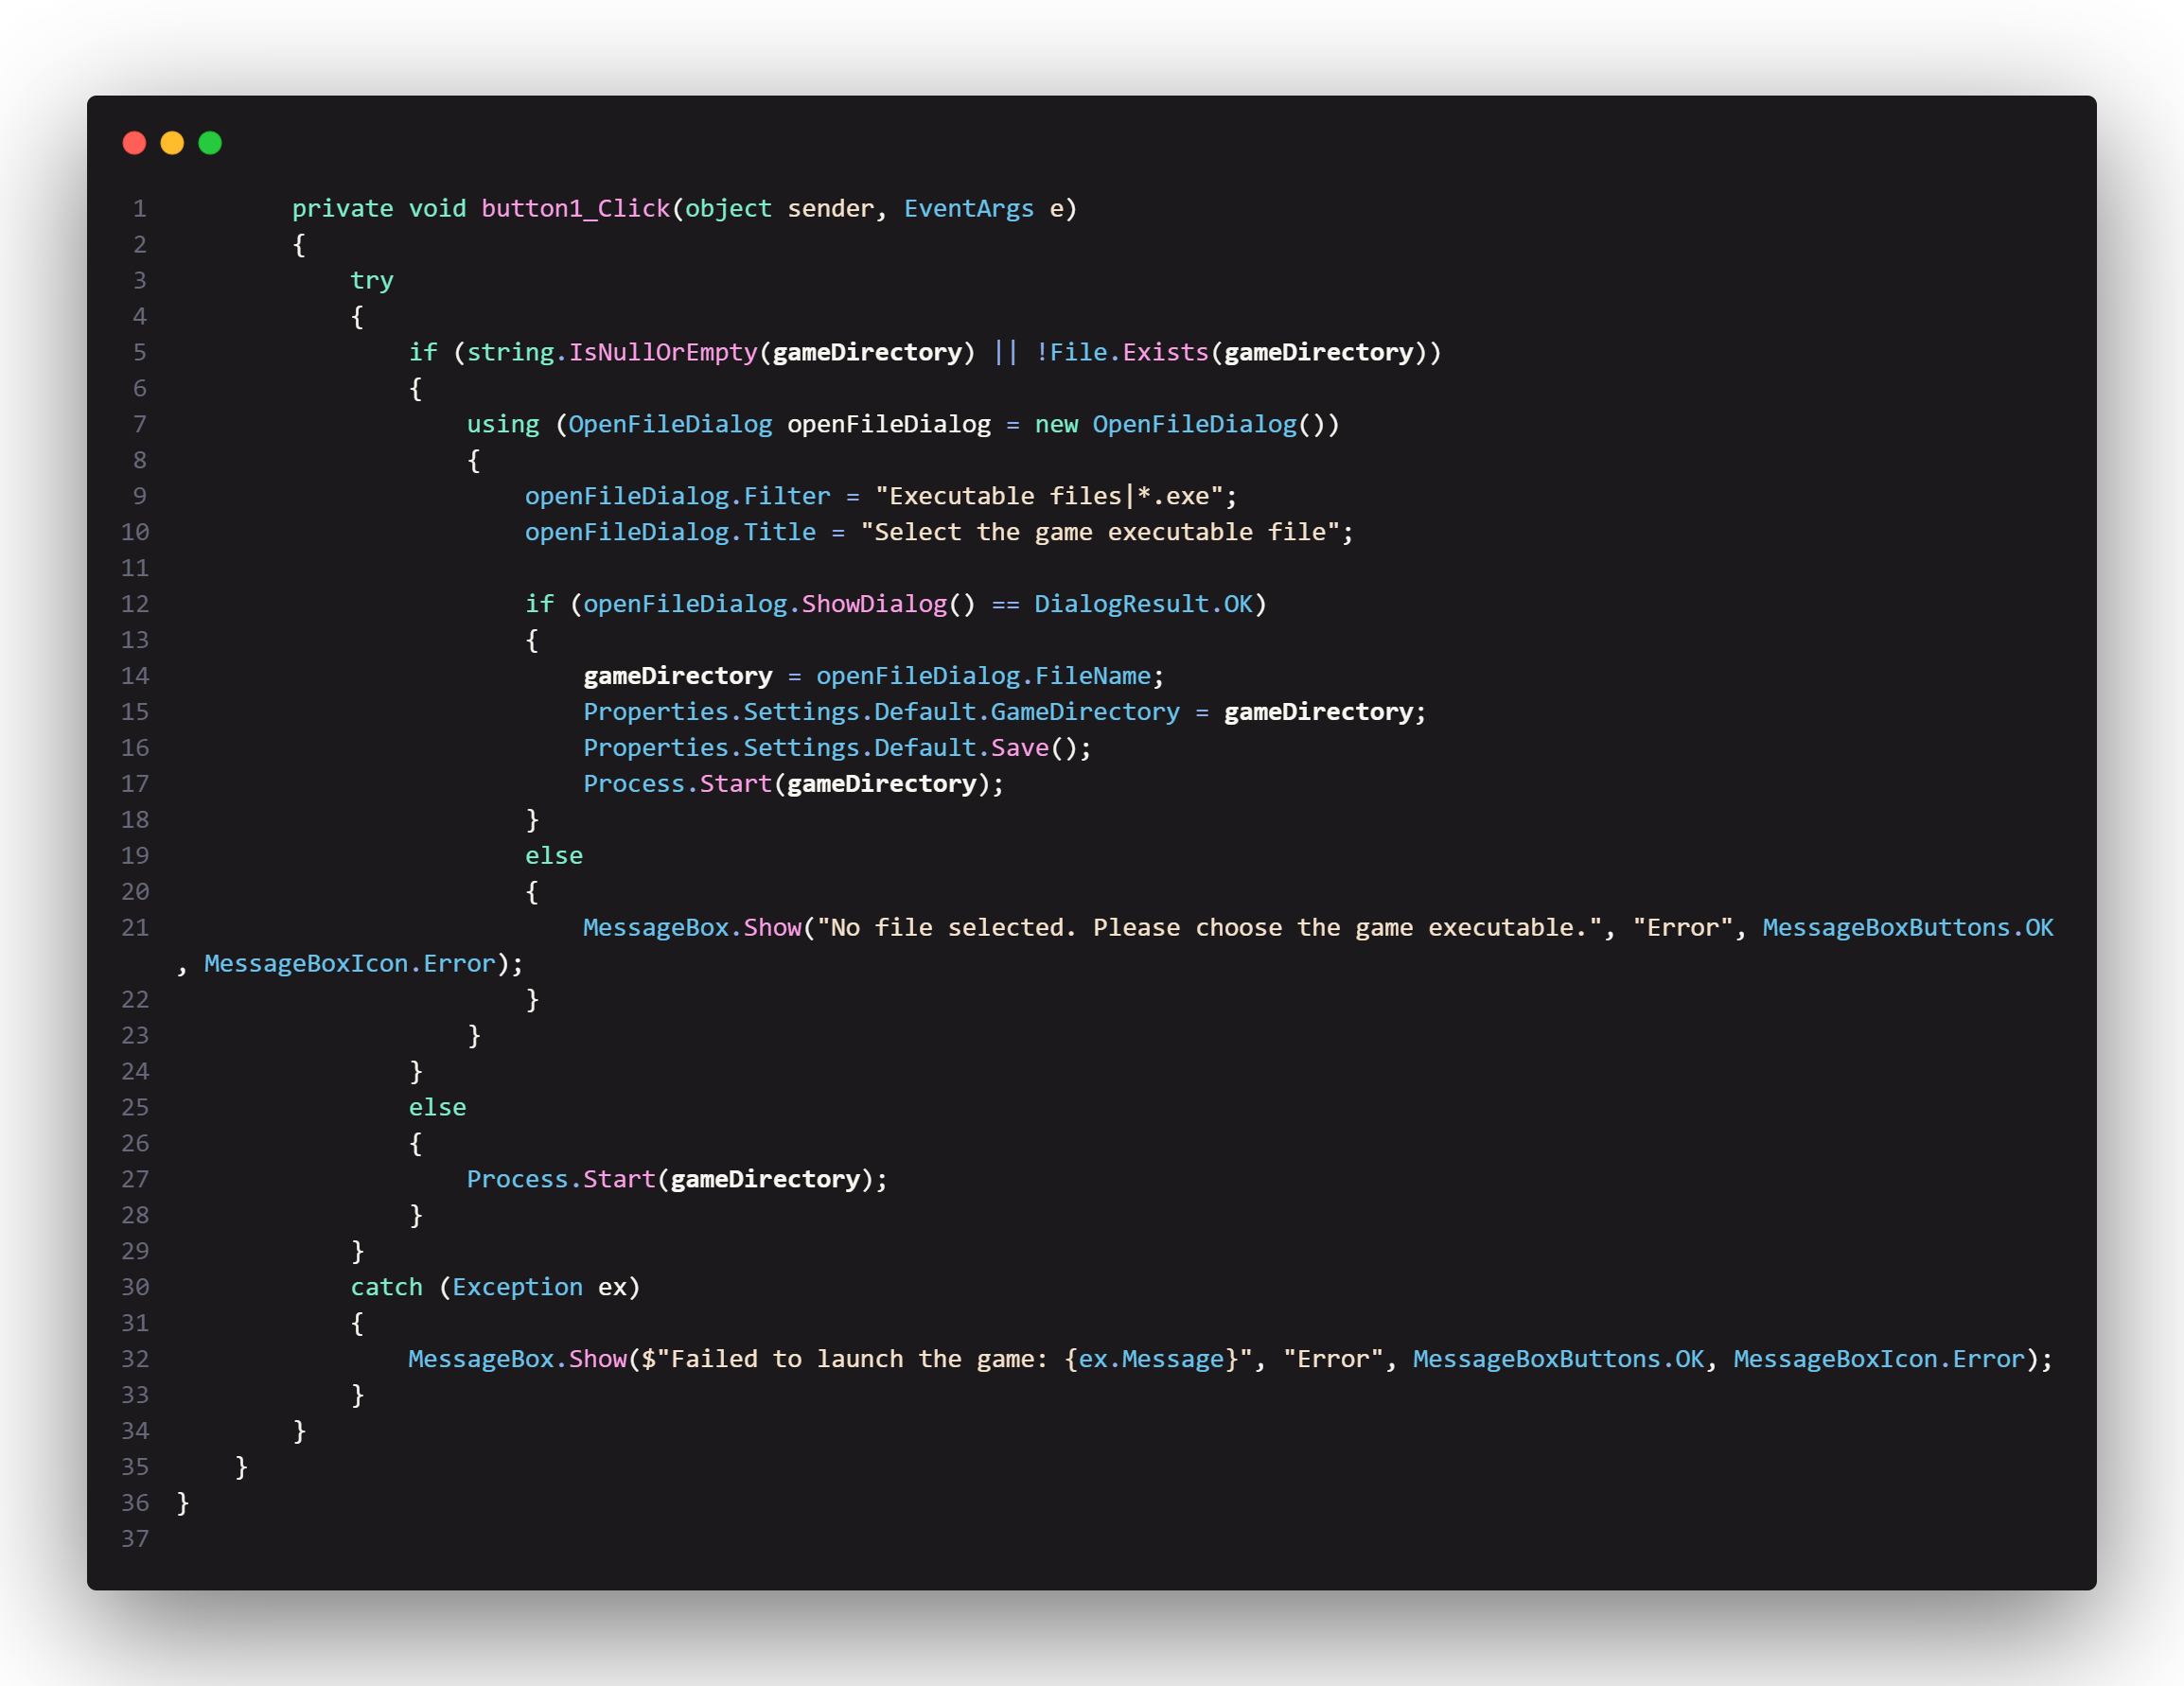 1         private void button1_Click(object sender, EventArgs e)
2         {
3             try
4             {
5                 if (string.IsNullOrEmpty(gameDirectory) || !File.Exists(gameDirectory))
6                 {
7                     using (OpenFileDialog openFileDialog = new OpenFileDialog())
8                     {
9                         openFileDialog.Filter = "Executable files|*.exe";
10                         openFileDialog.Title = "Select the game executable file";
11
12                         if (openFileDialog.ShowDialog() == DialogResult.OK)
13                         {
14                             gameDirectory = openFileDialog.FileName;
15                             Properties.Settings.Default.GameDirectory = gameDirectory;
16                             Properties.Settings.Default.Save();
17                             Process.Start(gameDirectory);
18                         }
19                         else
20                         {
21                             MessageBox.Show("No file selected. Please choose the game executable.", "Error", MessageBoxButtons.OK
, MessageBoxIcon.Error);
22                         }
23                     }
24                 }
25                 else
26                 {
27                     Process.Start(gameDirectory);
28                 }
29             }
30             catch (Exception ex)
31             {
32                 MessageBox.Show($"Failed to launch the game: {ex.Message}", "Error", MessageBoxButtons.OK, MessageBoxIcon.Error);
33             }
34         }
35     }
36 }
37